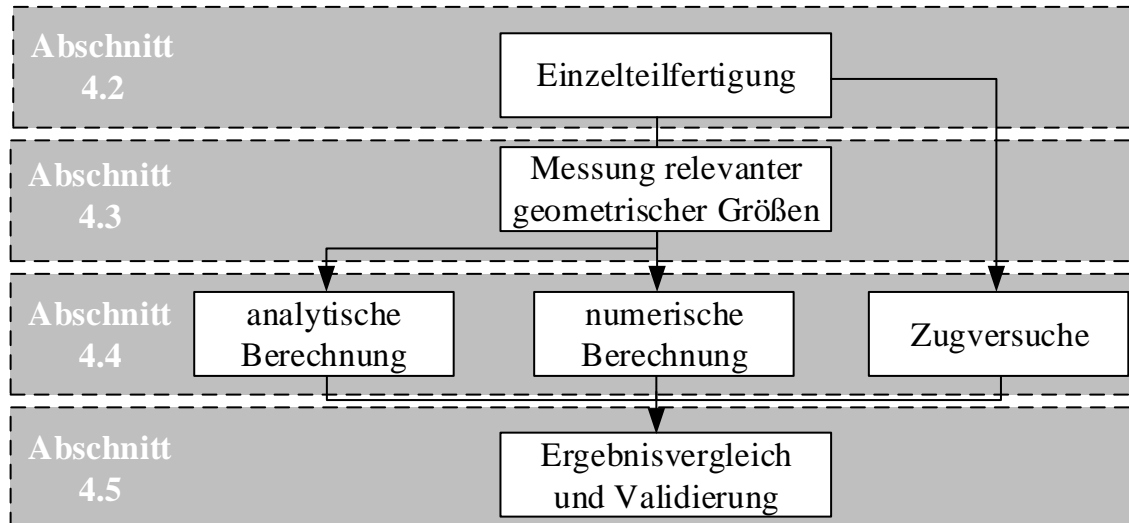 Abschnitt
4.2
Einzelteilfertigung
Abschnitt
4.3
Messung relevanter
geometrischer Größen
Abschnitt
4.4
analytische
Berechnung
numerische
Berechnung
Zugversuche
Abschnitt
4.5
Ergebnisvergleich
und Validierung